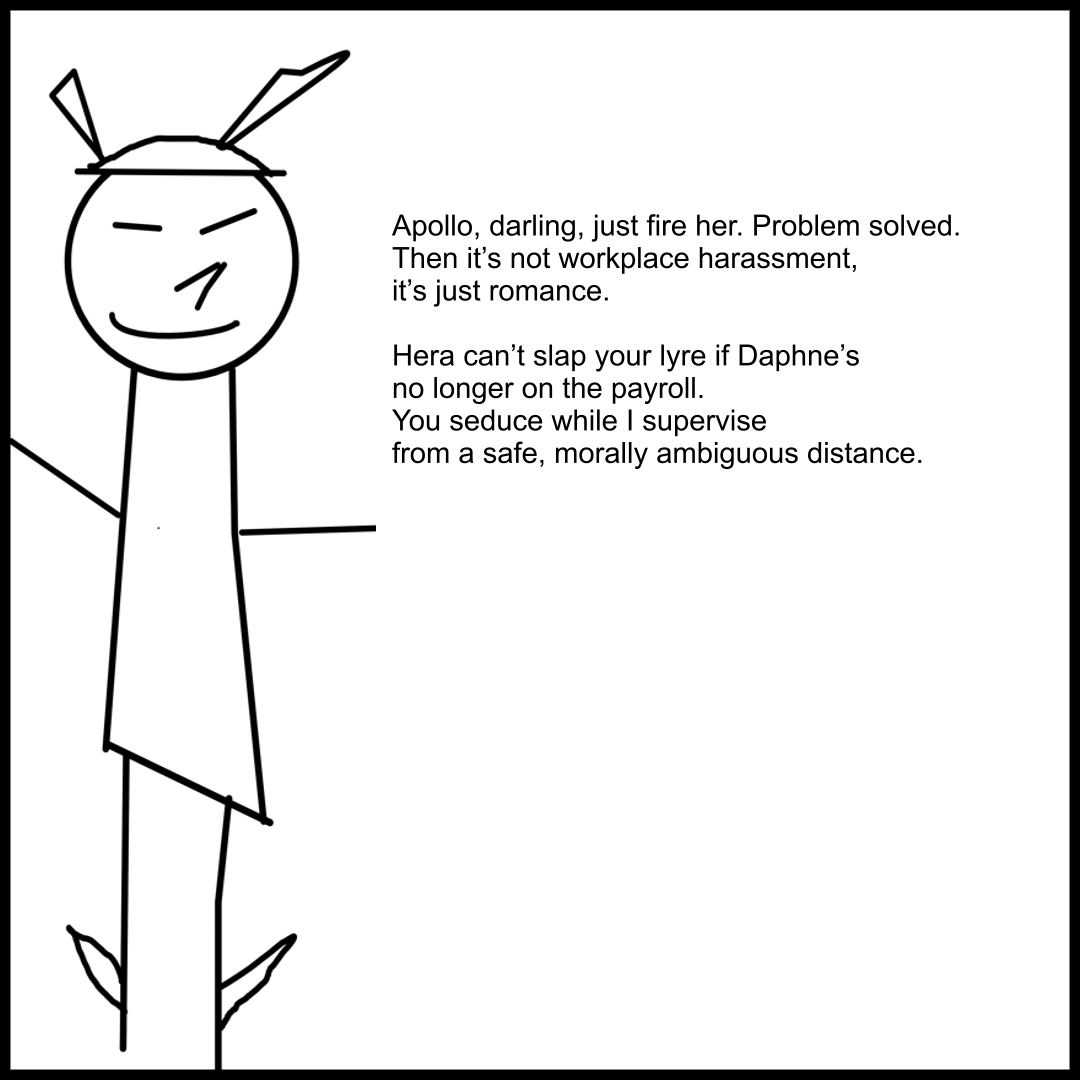 Apollo, darling, just fire her. Problem solved.
Then it’s not workplace harassment,
it’s just romance.
Hera can’t slap your lyre if Daphne’s
no longer on the payroll.
You seduce while I supervise
from a safe, morally ambiguous distance.